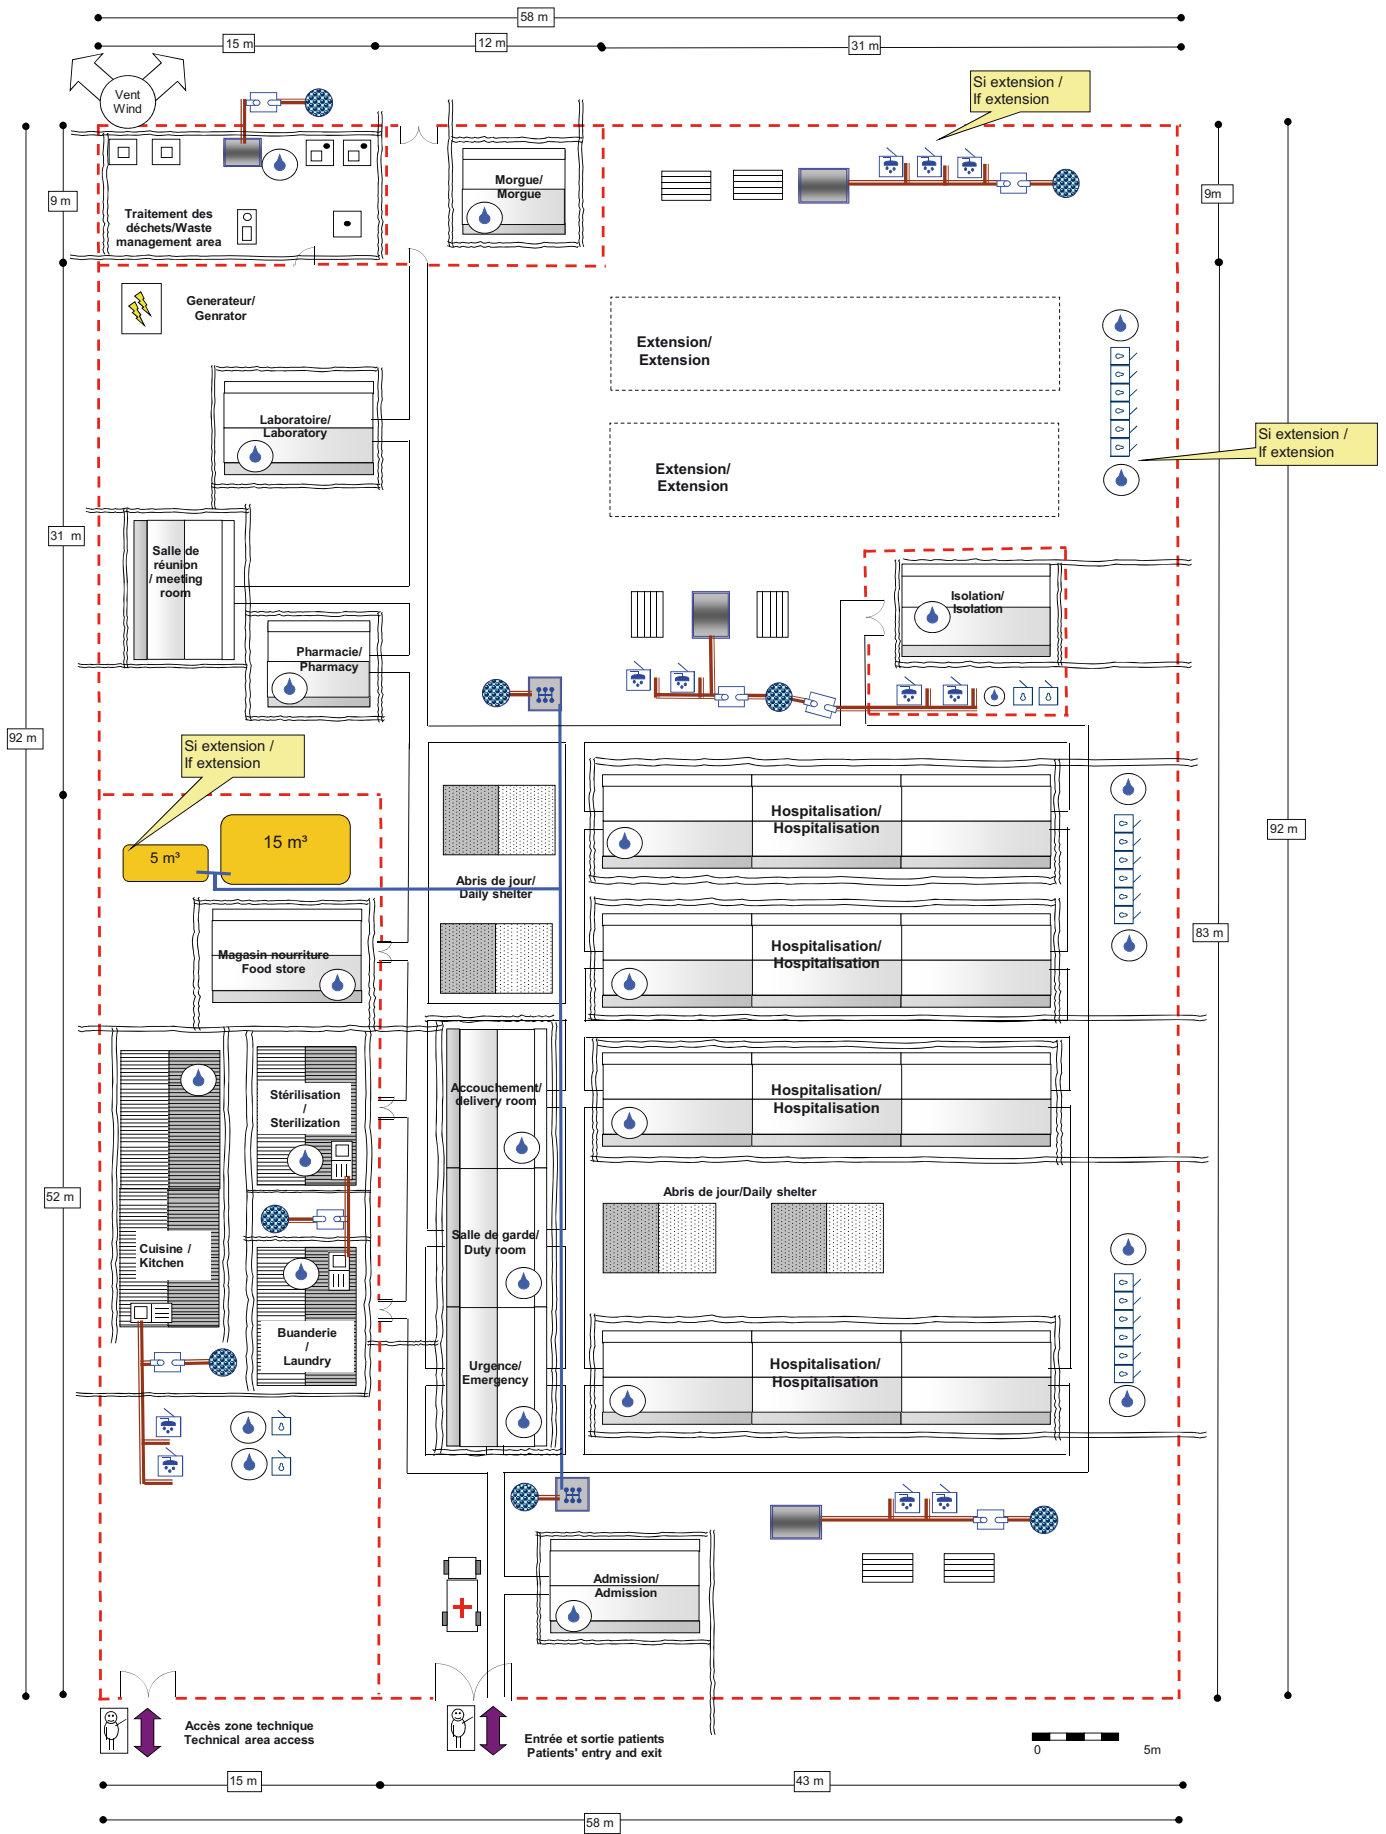 58 m
15 m
12 m
31 m
Vent
Wind
Si extension /
If extension
9 m
9m
Morgue/
Morgue
Traitement des
déchets/Waste
management area
Generateur/
Genrator
Extension/
Extension
Laboratoire/
Laboratory
Si extension /
If extension
Extension/
Extension
31 m
Salle de
réunion
/ meeting
room
Isolation/
Isolation
Pharmacie/
Pharmacy
92 m
Si extension /
If extension
15 m³
5 m³
Hospitalisation/
Hospitalisation
92 m
Abris de jour/
Daily shelter
83 m
Magasin nourriture
Food store
Hospitalisation/
Hospitalisation
Accouchement/
delivery room
Hospitalisation/
Hospitalisation
Stérilisation
/
Sterilization
52 m
Abris de jour/Daily shelter
Salle de garde/
Duty room
Cuisine /
Kitchen
Buanderie
/
Laundry
Urgence/
Emergency
Hospitalisation/
Hospitalisation
Admission/
Admission
Accès zone technique
Technical area access
Entrée et sortie patients
Patients' entry and exit
0
5m
15 m
43 m
58 m